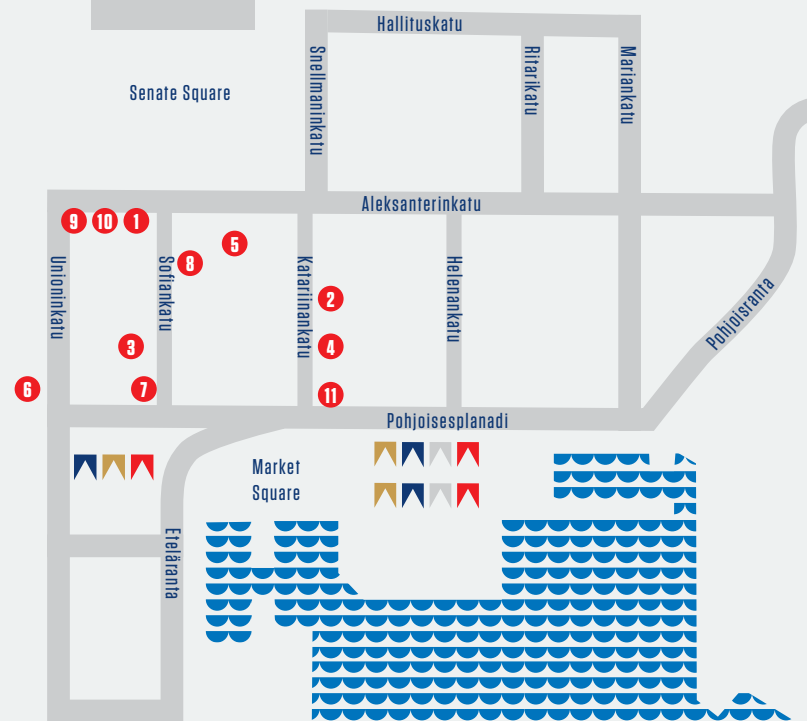 Hallituskatu
Snellmaninkatu
Ritarikatu
Mariankatu
Senate Square
Aleksanterinkatu
9 10 1
5
8
Unioninkatu
Sofiankatu
Katariinankatu
Helenankatu
2
Pohjoisranta
3
4
6
7
11
Pohjoisesplanadi
Market
Square
Eteläranta